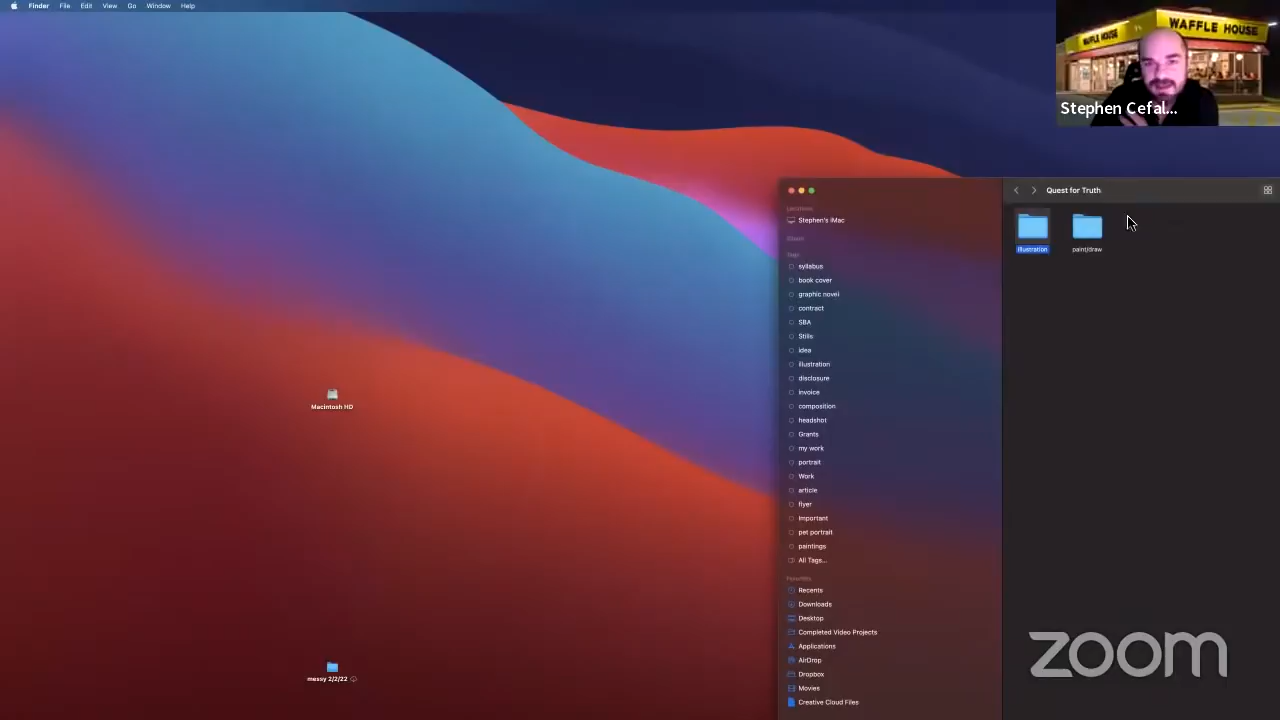 Finder File Edit View Go Window Help
WAFFLE HOUSE
WAFFLE HOUSE
Stephen Cefal...
Quest for Truth
Locations
Stephen's iMac
Tags
syllabus
book cover
graphic novel
contract
SBA
Stills
idea
illustration
disclosure
invoice
composition
headshot
Grants
my work
portrait
Work
article
flyer
Important
pet portrait
paintings
All Tags...
Favorites
Recents
Downloads
Desktop
Completed Video Projects
Applications
AirDrop
Dropbox
Movies
Creative Cloud Files
illustration paint/draw
Macintosh HD
messy 2/2/22
zoom